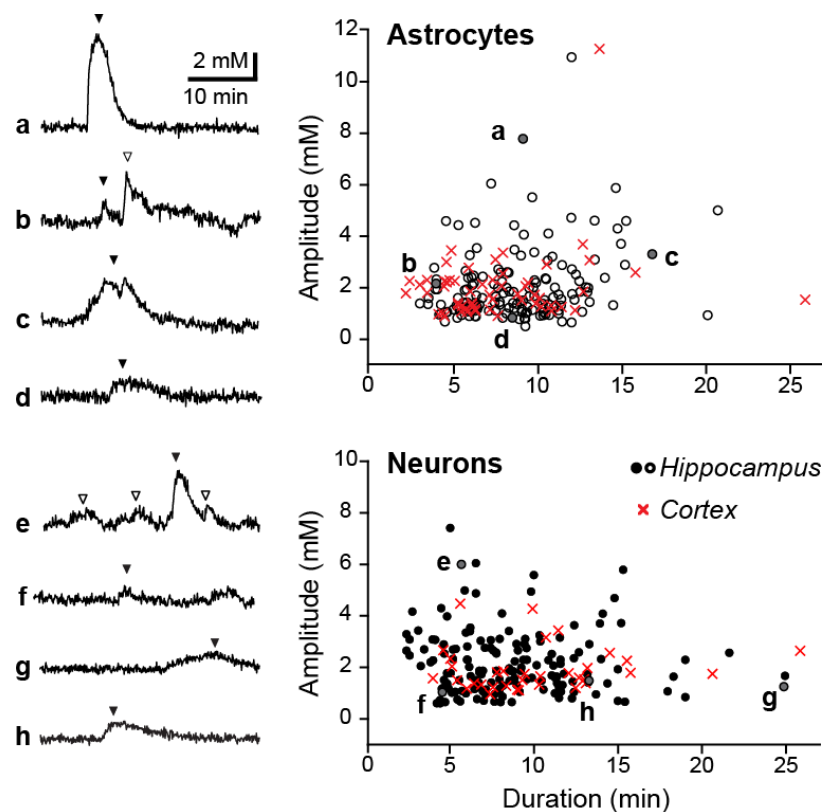 2 mM
10 min
a
b
c
d
e
f
g
h
Astrocytes
Amplitude (mM)
12
10
8
6
4
2
0
a
b
c
d
0 5 10 15 20 25
Neurons
Hippocampus
Cortex
Amplitude (mM)
10
8
6
4
2
0
e
f
h
g
0 5 10 15 20 25
Duration (min)